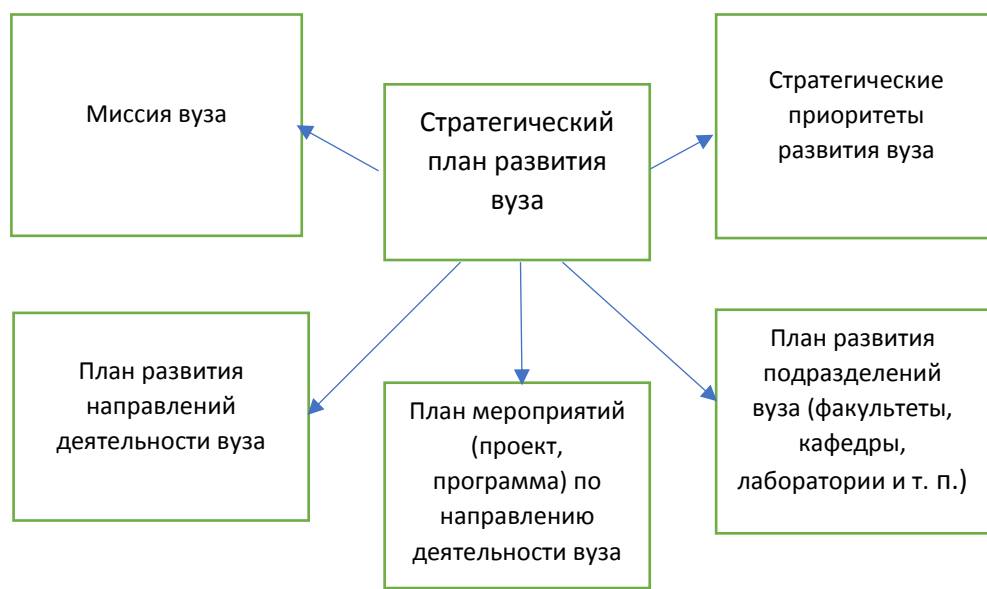 Миссия вуза
Стратегический
план развития
вуза
Стратегические
приоритеты
развития вуза
План развития
направлений
деятельности вуза
План мероприятий
(проект,
программа) по
направлению
деятельности вуза
План развития
подразделений
вуза (факультеты,
кафедры,
лаборатории и т. п.)